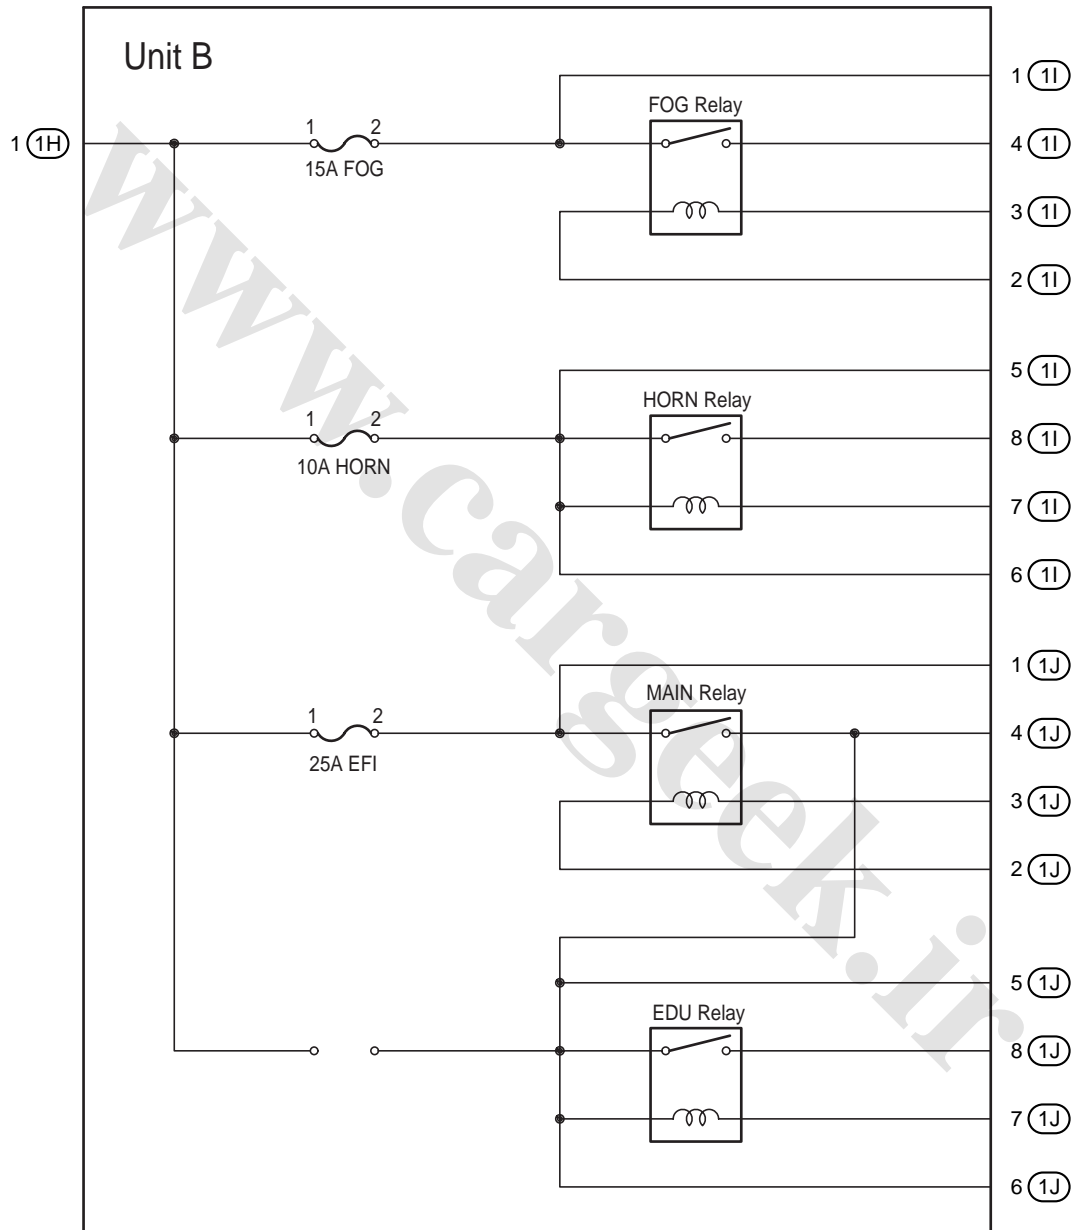 Unit B
1 1I
FOG Relay
1 1H
1 2
4 1I
15A FOG
3 1I
2 1I
5 1I
HORN Relay
1 2
8 1I
10A HORN
7 1I
6 1I
1 1J
MAIN Relay
1 2
4 1J
25A EFI
3 1J
2 1J
5 1J
EDU Relay
8 1J
7 1J
6 1J
www.cargeek.ir